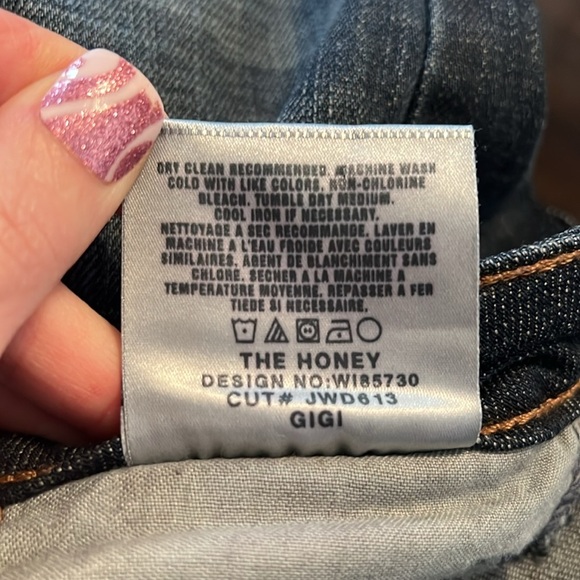 DRY CLEAN RECOMMENDED. MACHINE WASH
COLD WITH LIKE COLORS. NON-CHLORINE
BLEACH. TUMBLE DRY MEDIUM.
COOL IRON IF NECESSARY.
NETTOYAGE A SEC RECOMMANDE. LAVER EN
MACHINE A L'EAU FROIDE AVEC COULEURS
SIMILAIRES. AGENT DE BLANCHIMENT SANS
CHLORE. SECHER A LA MACHINE A
TEMPERATURE MOYENNE. REPASSER A FER
TIEDE SI NECESSAIRE.
THE HONEY
DESIGN NO:WI85730
CUT# JWD613
GIGI